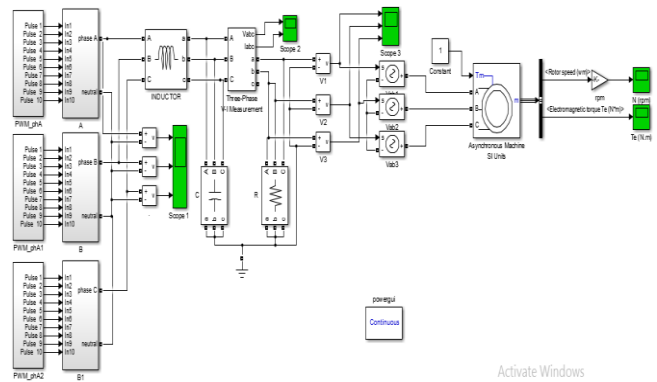 Pulse 1
Pulse 2
Pulse 3
Pulse 4
Pulse 5
Pulse 6
Pulse 7
Pulse 8
Pulse 9
Pulse 10
PWM_phA
In1
In2
In3
In4
In5
In6
In7
In8
In9
In10
phase A
neutral
A
A
B
C
a
b
c
INDUCTOR
A
B
C
Vabc
Iabc
a
b
c
Three-Phase
V-I Measurement
Scope 2
+
-
v
V1
+
-
v
V2
+
-
v
V3
Scope 3
s
-
+
s
-
+
Vab2
s
-
+
Vab3
1
Constant
Tm
A
B
C
m
Asynchronous Machine
SI Units
<Rotor speed (wm)>
<Electromagnetic torque Te (N*m)>
-K-
rpm
N (rpm)
Te (N.m)
Pulse 1
Pulse 2
Pulse 3
Pulse 4
Pulse 5
Pulse 6
Pulse 7
Pulse 8
Pulse 9
Pulse 10
PWM_phA1
In1
In2
In3
In4
In5
In6
In7
In8
In9
In10
phase B
neutral
B
+
-
v
+
-
v
+
-
v
Scope 1
A
B
C
C
A
B
C
R
Pulse 1
Pulse 2
Pulse 3
Pulse 4
Pulse 5
Pulse 6
Pulse 7
Pulse 8
Pulse 9
Pulse 10
PWM_phA2
In1
In2
In3
In4
In5
In6
In7
In8
In9
In10
phase C
neutral
B1
powergui
Continuous
Activate Windows